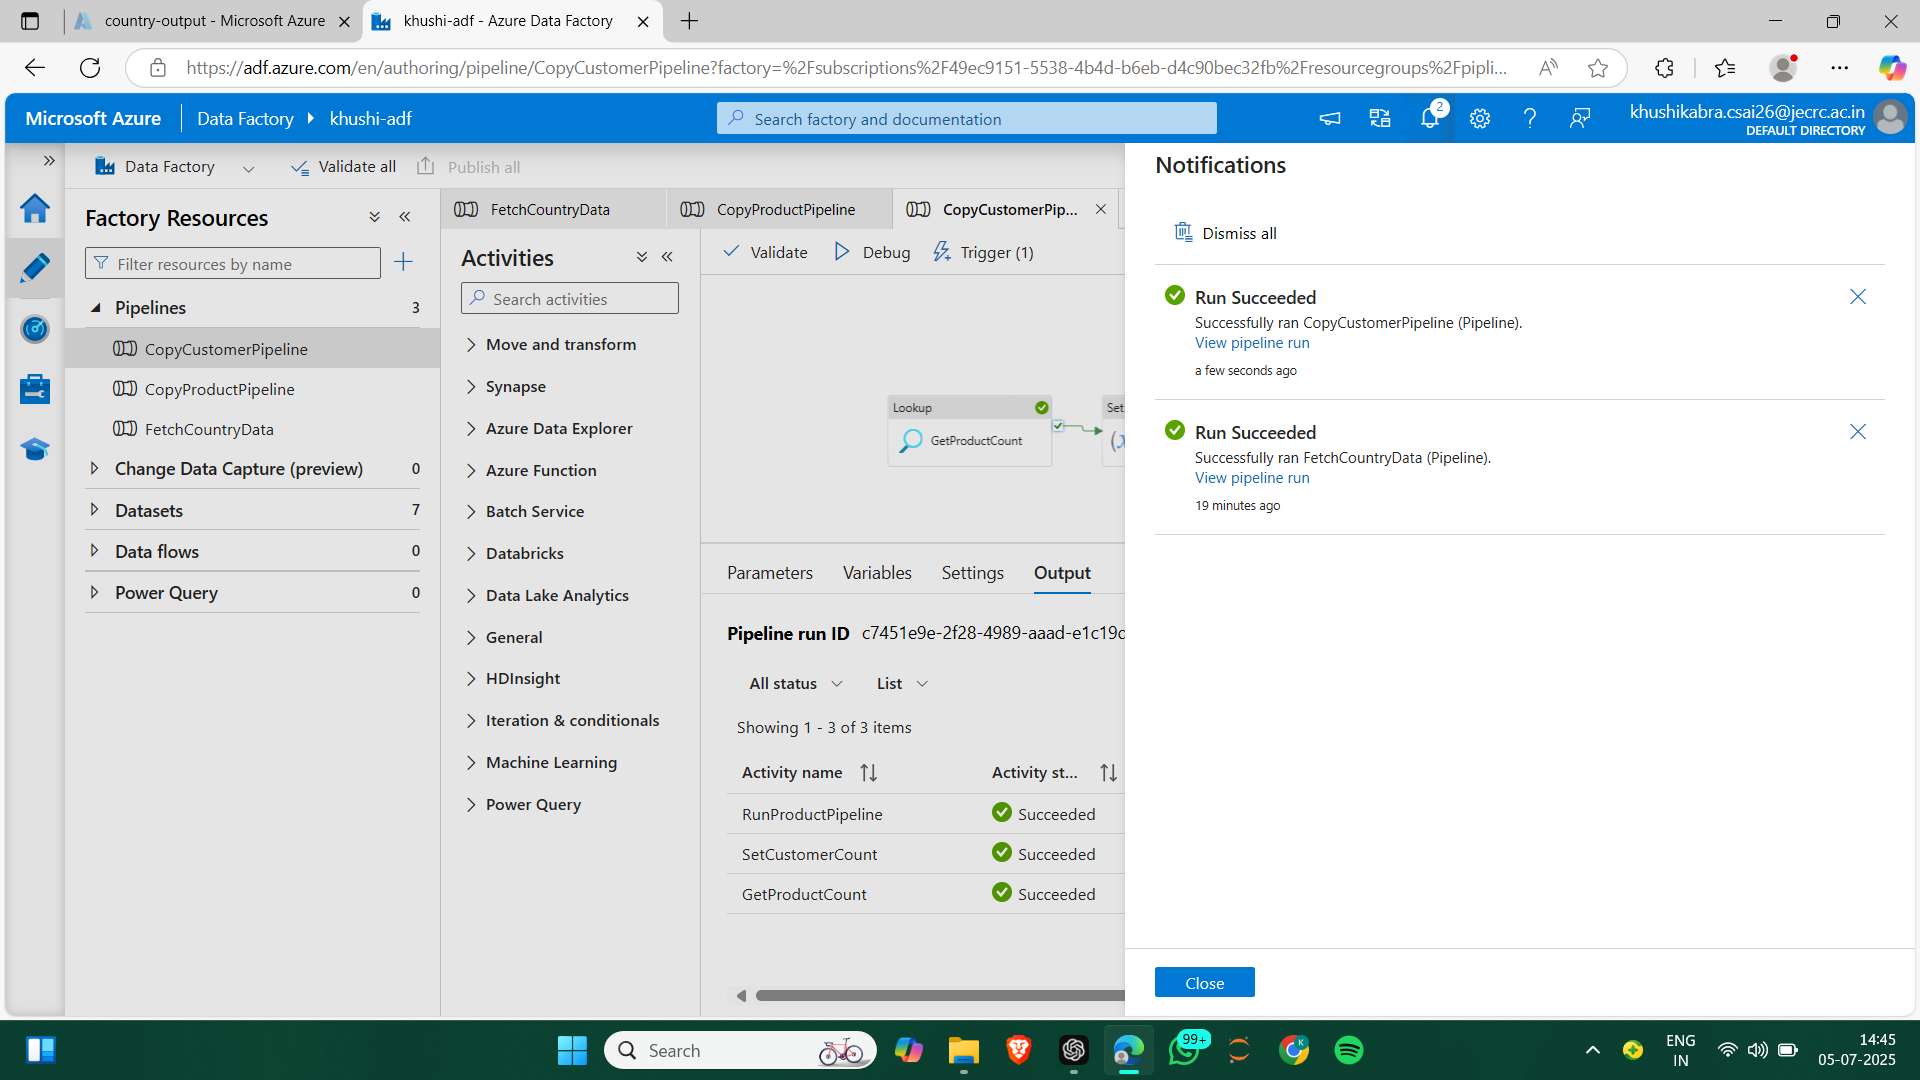 country-output - Microsoft Azure
khushi-adf - Azure Data Factory
https://adf.azure.com/en/authoring/pipeline/CopyCustomerPipeline?factory=%2Fsubscriptions%2F49ec9151-5538-4b4d-b6eb-d4c90bec32fb%2Fresourcegroups%2Fpipli...
Microsoft Azure
Data Factory
khushi-adf
Search factory and documentation
2
khushikabra.csai26@jecrc.ac.in
DEFAULT DIRECTORY
Data Factory
Validate all
Publish all
Factory Resources
Filter resources by name
Pipelines 3
CopyCustomerPipeline
CopyProductPipeline
FetchCountryData
Change Data Capture (preview) 0
Datasets 7
Data flows 0
Power Query 0
FetchCountryData
CopyProductPipeline
CopyCustomerPip...
Activities
Search activities
Move and transform
Synapse
Azure Data Explorer
Azure Function
Batch Service
Databricks
Data Lake Analytics
General
HDInsight
Iteration & conditionals
Machine Learning
Power Query
Validate
Debug
Trigger (1)
Lookup
GetProductCount
Set
Parameters
Variables
Settings
Output
Pipeline run ID c7451e9e-2f28-4989-aaad-e1c19c
All status
List
Showing 1 - 3 of 3 items
Activity name
Activity st...
RunProductPipeline Succeeded
SetCustomerCount Succeeded
GetProductCount Succeeded
Notifications
Dismiss all
Run Succeeded
Successfully ran CopyCustomerPipeline (Pipeline).
View pipeline run
a few seconds ago
Run Succeeded
Successfully ran FetchCountryData (Pipeline).
View pipeline run
19 minutes ago
Close
Search
99+
K
ENG
IN
14:45
05-07-2025